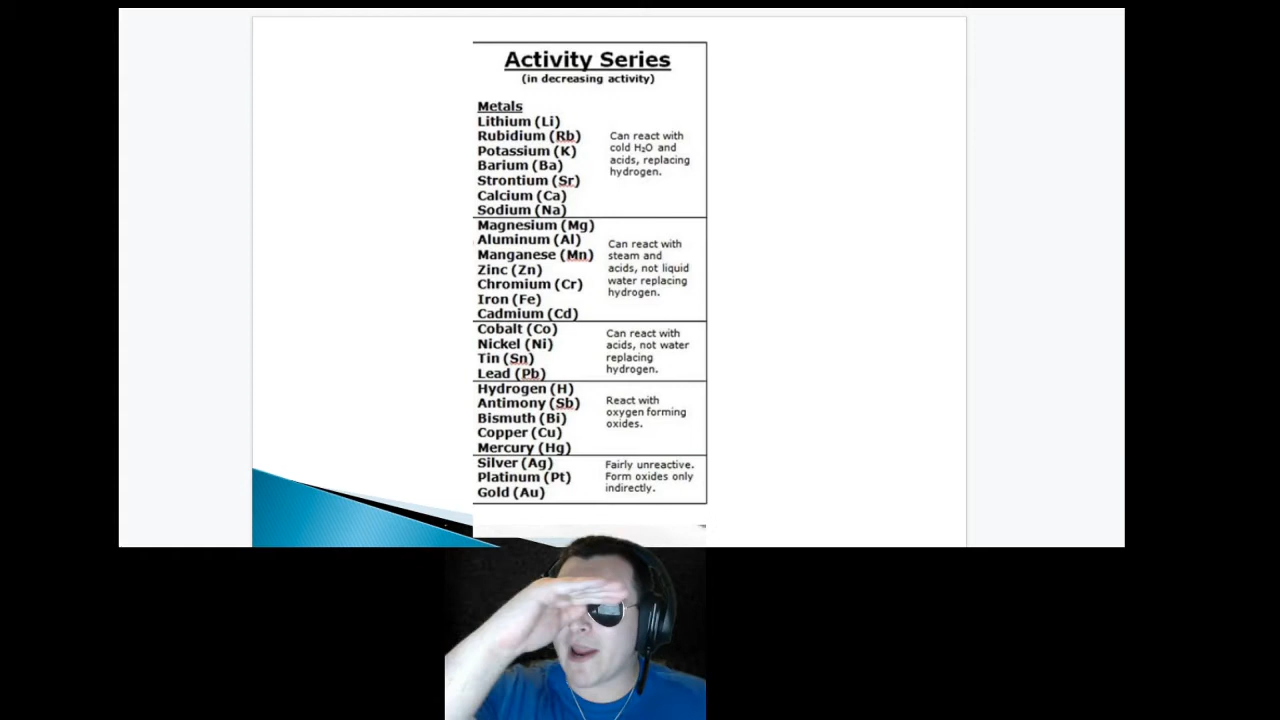 Activity Series
(in decreasing activity)
Metals
Lithium (Li)
Rubidium (Rb)
Potassium (K)
Barium (Ba)
Strontium (Sr)
Calcium (Ca)
Sodium (Na)
Can react with
cold H₂O and
acids, replacing
hydrogen.
Magnesium (Mg)
Aluminum (Al)
Manganese (Mn)
Zinc (Zn)
Chromium (Cr)
Iron (Fe)
Cadmium (Cd)
Can react with
steam and
acids, not liquid
water replacing
hydrogen.
Cobalt (Co)
Nickel (Ni)
Tin (Sn)
Lead (Pb)
Can react with
acids, not water
replacing
hydrogen.
Hydrogen (H)
Antimony (Sb)
Bismuth (Bi)
Copper (Cu)
Mercury (Hg)
React with
oxygen forming
oxides.
Silver (Ag)
Platinum (Pt)
Gold (Au)
Fairly unreactive.
Form oxides only
indirectly.